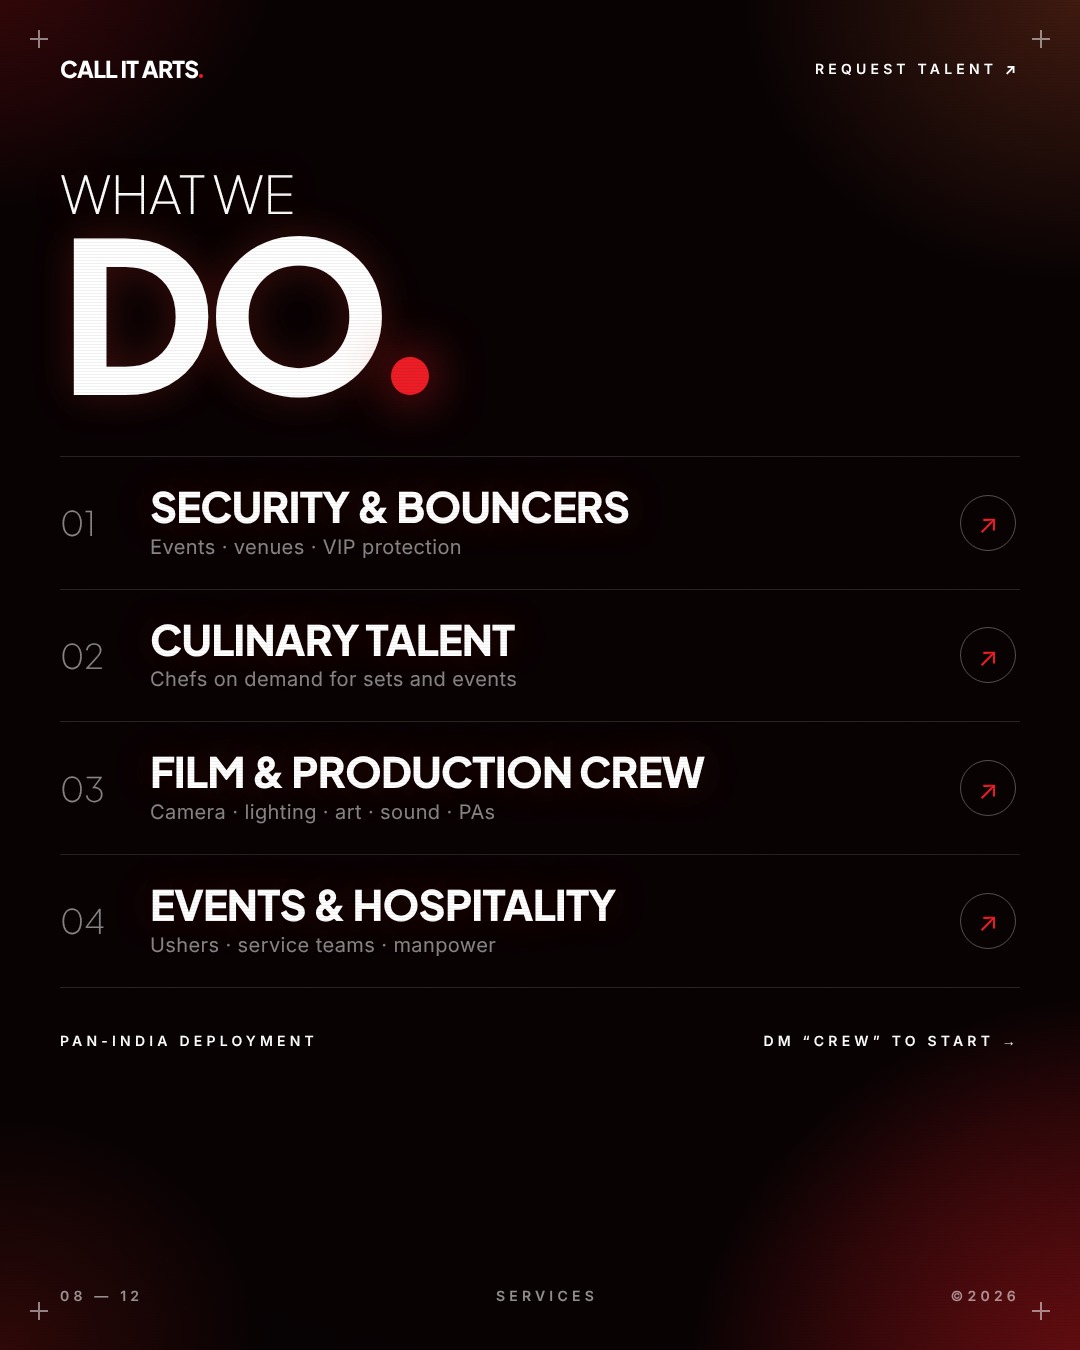 CALL IT ARTS.
REQUEST TALENT ↗
WHAT WE
DO.
01
SECURITY & BOUNCERS
Events · venues · VIP protection
↗
02
CULINARY TALENT
Chefs on demand for sets and events
↗
03
FILM & PRODUCTION CREW
Camera · lighting · art · sound · PAs
↗
04
EVENTS & HOSPITALITY
Ushers · service teams · manpower
↗
PAN-INDIA DEPLOYMENT
DM “CREW” TO START →
08 — 12
SERVICES
©2026